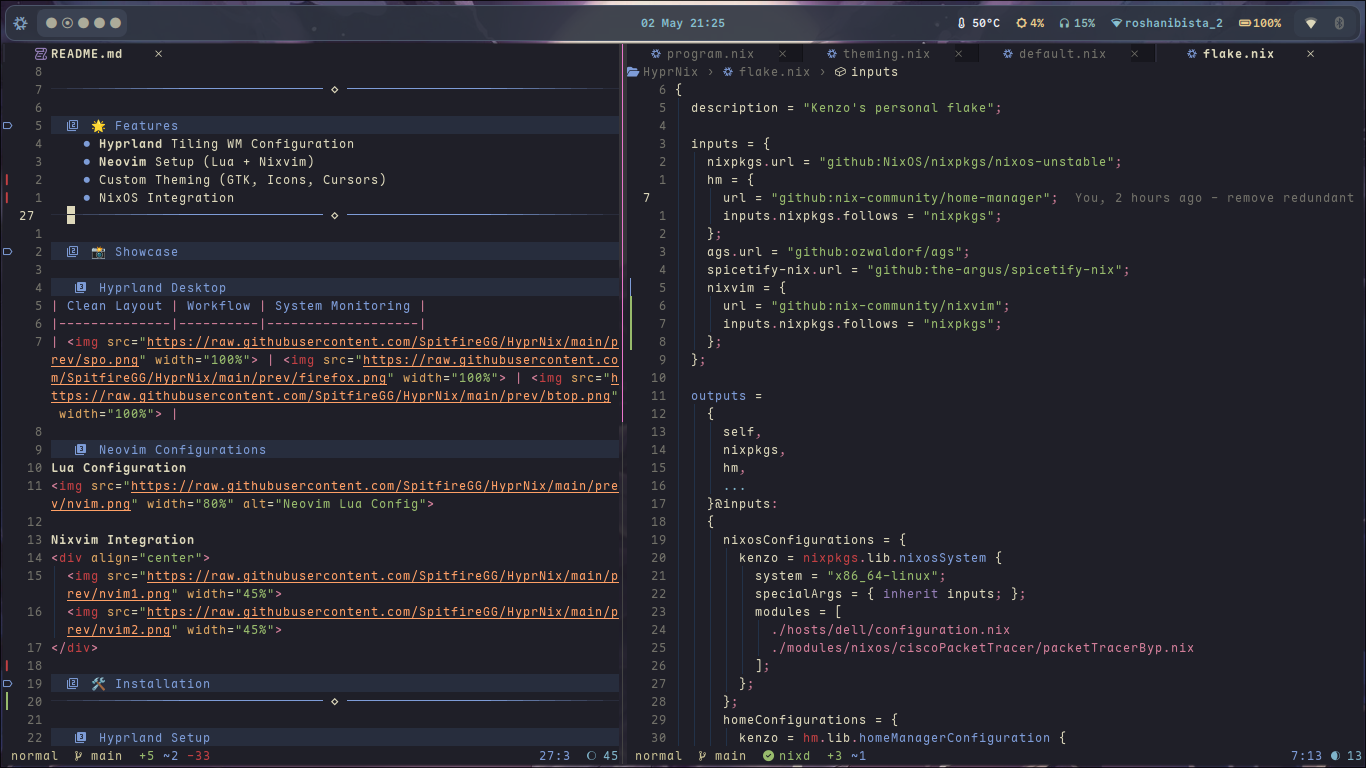 02 May 21:25
50°C 4% 15% roshanibista_2 100%
README.md ×
8
7
6
5 🌟 Features
4 ● Hyprland Tiling WM Configuration
3 ● Neovim Setup (Lua + Nixvim)
2 ● Custom Theming (GTK, Icons, Cursors)
1 ● NixOS Integration
27
1
2 📸 Showcase
3
4 Hyprland Desktop
5 | Clean Layout | Workflow | System Monitoring |
6 |--------------|----------|-------------------|
7 | <img src="https://raw.githubusercontent.com/SpitfireGG/HyprNix/main/p
rev/spo.png" width="100%"> | <img src="https://raw.githubusercontent.co
m/SpitfireGG/HyprNix/main/prev/firefox.png" width="100%"> | <img src="h
ttps://raw.githubusercontent.com/SpitfireGG/HyprNix/main/prev/btop.png"
width="100%"> |
8
9 Neovim Configurations
10 Lua Configuration
11 <img src="https://raw.githubusercontent.com/SpitfireGG/HyprNix/main/pre
v/nvim.png" width="80%" alt="Neovim Lua Config">
12
13 Nixvim Integration
14 <div align="center">
15 <img src="https://raw.githubusercontent.com/SpitfireGG/HyprNix/main/p
rev/nvim1.png" width="45%">
16 <img src="https://raw.githubusercontent.com/SpitfireGG/HyprNix/main/p
rev/nvim2.png" width="45%">
17 </div>
18
19 🛠️ Installation
20
21
22 Hyprland Setup
normal main +5 ~2 -33 27:3 45
program.nix × theming.nix × default.nix × flake.nix ×
HyprNix › flake.nix › inputs
6 {
5 description = "Kenzo's personal flake";
4
3 inputs = {
2 nixpkgs.url = "github:NixOS/nixpkgs/nixos-unstable";
1 hm = {
7 url = "github:nix-community/home-manager"; You, 2 hours ago - remove redundant
1 inputs.nixpkgs.follows = "nixpkgs";
2 };
3 ags.url = "github:ozwaldorf/ags";
4 spicetify-nix.url = "github:the-argus/spicetify-nix";
5 nixvim = {
6 url = "github:nix-community/nixvim";
7 inputs.nixpkgs.follows = "nixpkgs";
8 };
9 };
10
11 outputs =
12 {
13 self,
14 nixpkgs,
15 hm,
16 ...
17 }@inputs:
18 {
19 nixosConfigurations = {
20 kenzo = nixpkgs.lib.nixosSystem {
21 system = "x86_64-linux";
22 specialArgs = { inherit inputs; };
23 modules = [
24 ./hosts/dell/configuration.nix
25 ./modules/nixos/ciscoPacketTracer/packetTracerByp.nix
26 ];
27 };
28 };
29 homeConfigurations = {
30 kenzo = hm.lib.homeManagerConfiguration {
normal main nixd +3 ~1 7:13 13